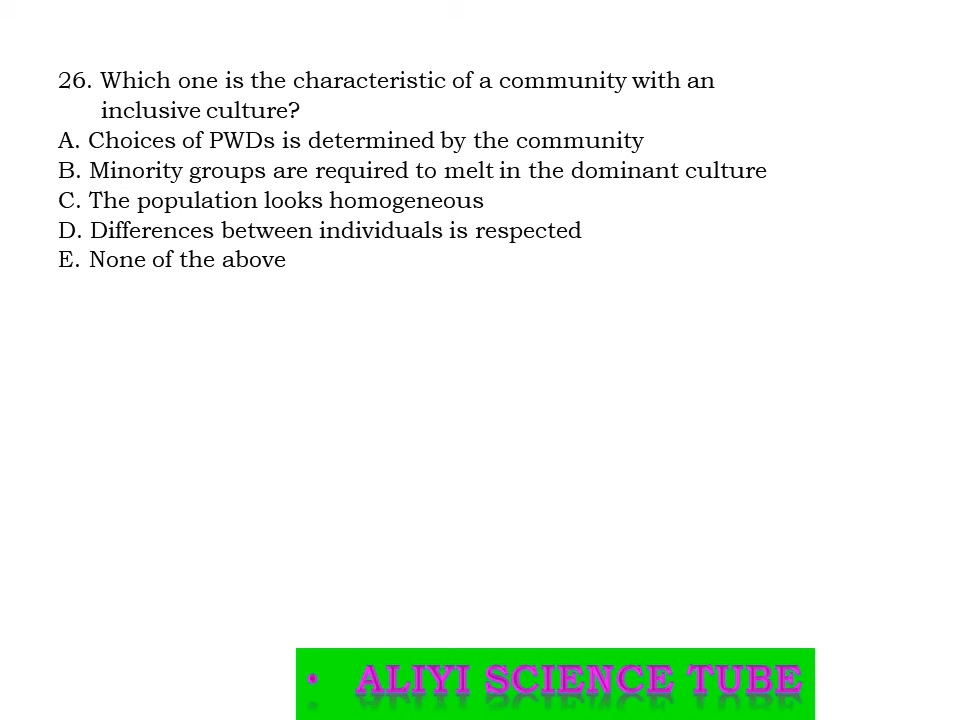 26. Which one is the characteristic of a community with an
inclusive culture?
A. Choices of PWDs is determined by the community
B. Minority groups are required to melt in the dominant culture
C. The population looks homogeneous
D. Differences between individuals is respected
E. None of the above
• ALIYI SCIENCE TUBE